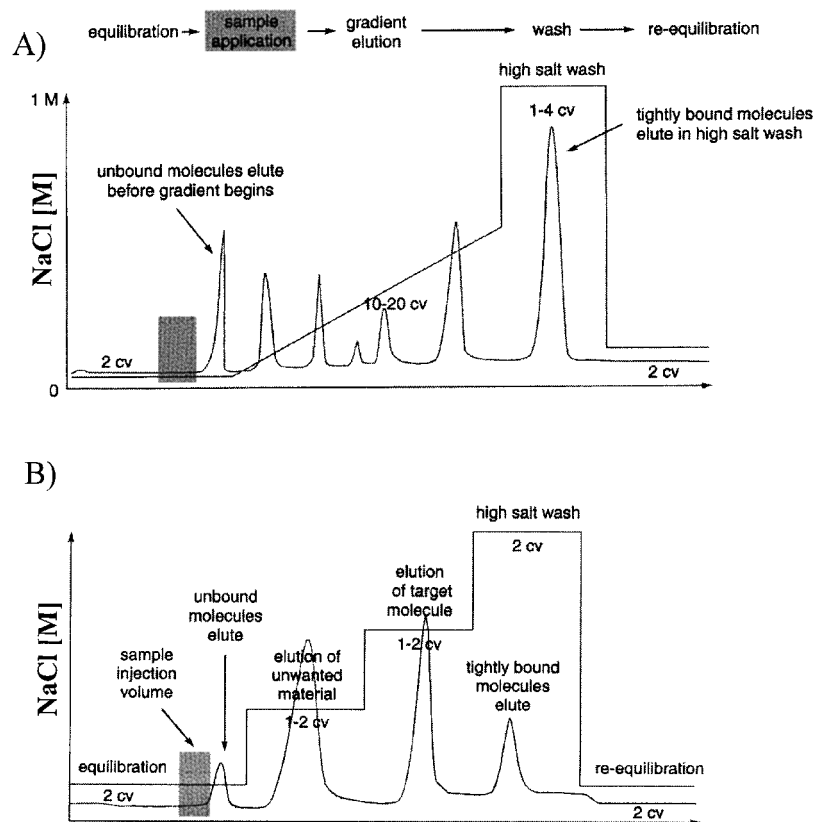 A)
equilibration
sample
application
gradient
elution
wash
re-equilibration
high salt wash
1 M
1-4 cv
tightly bound molecules
elute in high salt wash
unbound molecules elute
before gradient begins
NaCl [M]
10-20 cv
2 cv
2 cv
0
B)
high salt wash
2 cv
elution
of target
molecule
1-2 cv
unbound
molecules
elute
sample
injection
volume
elution of
unwanted
material
1-2 cv
tightly bound
molecules
elute
NaCl [M]
equilibration
2 cv
re-equilibration
2 cv